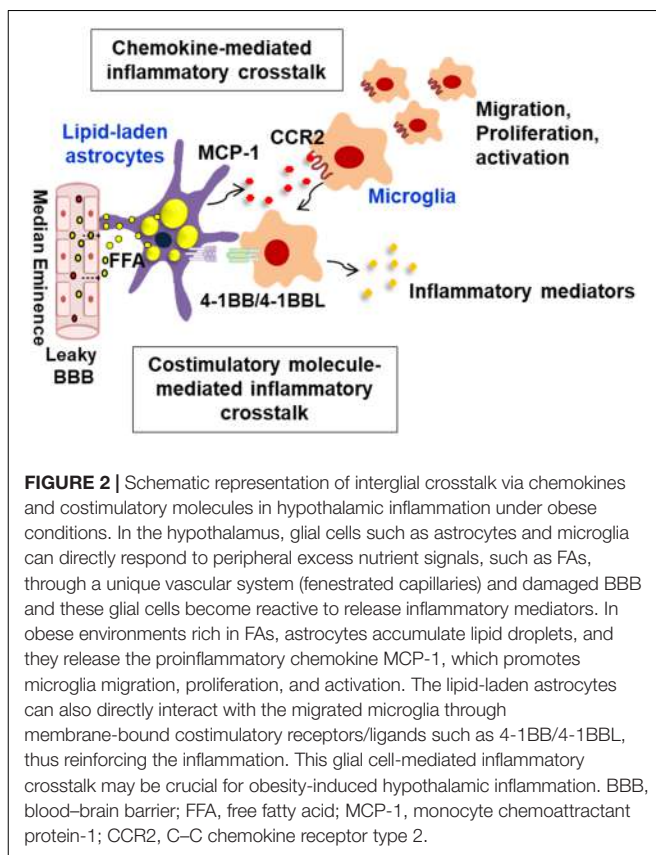 Chemokine-mediated
inflammatory crosstalk
Lipid-laden
astrocytes
MCP-1
CCR2
Migration,
Proliferation,
activation
Microglia
Median Eminence
FFA
4-1BB/4-1BBL
Inflammatory mediators
Leaky
BBB
Costimulatory molecule-
mediated inflammatory
crosstalk
FIGURE 2 | Schematic representation of interglial crosstalk via chemokines
and costimulatory molecules in hypothalamic inflammation under obese
conditions. In the hypothalamus, glial cells such as astrocytes and microglia
can directly respond to peripheral excess nutrient signals, such as FAs,
through a unique vascular system (fenestrated capillaries) and damaged BBB
and these glial cells become reactive to release inflammatory mediators. In
obese environments rich in FAs, astrocytes accumulate lipid droplets, and
they release the proinflammatory chemokine MCP-1, which promotes
microglia migration, proliferation, and activation. The lipid-laden astrocytes
can also directly interact with the migrated microglia through
membrane-bound costimulatory receptors/ligands such as 4-1BB/4-1BBL,
thus reinforcing the inflammation. This glial cell-mediated inflammatory
crosstalk may be crucial for obesity-induced hypothalamic inflammation. BBB,
blood–brain barrier; FFA, free fatty acid; MCP-1, monocyte chemoattractant
protein-1; CCR2, C–C chemokine receptor type 2.